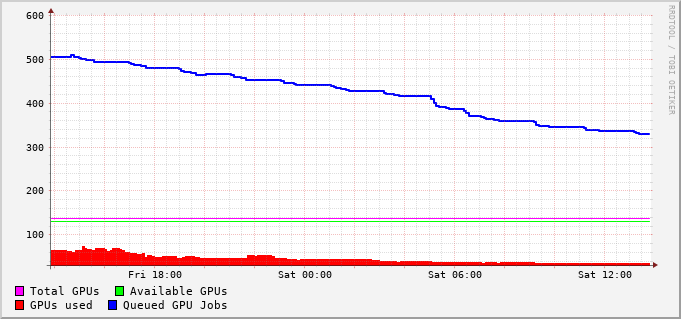 600
500
400
300
200
100
Fri 18:00 Sat 00:00 Sat 06:00 Sat 12:00
Total GPUs Available GPUs
GPUs used Queued GPU Jobs
RRDTOOL / TOBI OETIKER